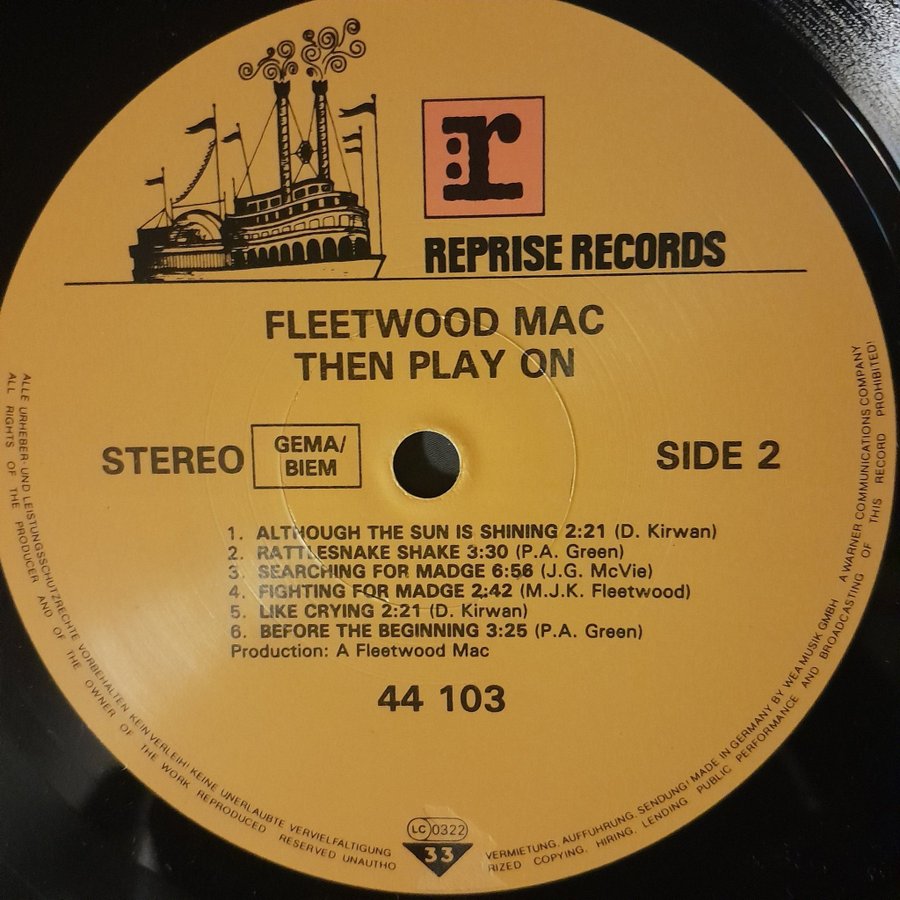 r
REPRISE RECORDS
FLEETWOOD MAC
THEN PLAY ON
STEREO
GEMA/
BIEM
SIDE 2
1. ALTHOUGH THE SUN IS SHINING 2:21 (D. Kirwan)
2. RATTLESNAKE SHAKE 3:30 (P.A. Green)
3. SEARCHING FOR MADGE 6:56 (J.G. McVie)
4. FIGHTING FOR MADGE 2:42 (M.J.K. Fleetwood)
5. LIKE CRYING 2:21 (D. Kirwan)
6. BEFORE THE BEGINNING 3:25 (P.A. Green)
Production: A Fleetwood Mac
44 103
LC 0322
33
ALLE URHEBER- UND LEISTUNGSSCHUTZRECHTE VORBEHALTEN KEIN VERLEIH! KEINE UNERLAUBTE VERVIELFÄLTIGUNG VERMIETUNG. AUFFÜHRUNG. SENDUNG! MADE IN GERMANY BY WEA MUSIK GMBH A WARNER COMMUNICATIONS COMPANY
ALL RIGHTS OF THE PRODUCER AND OF THE OWNER OF THE WORK REPRODUCED RESERVED UNAUTHORIZED COPYING. HIRING. LENDING PUBLIC PERFORMANCE AND BROADCASTING OF THIS RECORD PROHIBITED!